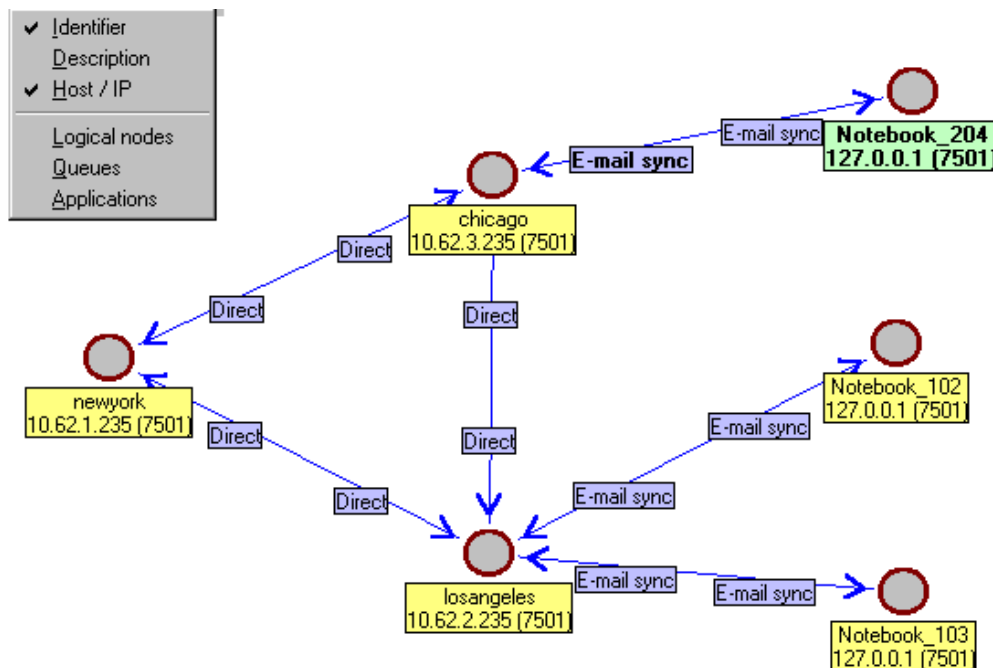 Identifier
Description
Host / IP
Logical nodes
Queues
Applications
E-mail sync
E-mail sync
Notebook_204
127.0.0.1 (7501)
chicago
10.62.3.235 (7501)
Direct
Direct
Direct
newyork
10.62.1.235 (7501)
Notebook_102
127.0.0.1 (7501)
Direct
Direct
E-mail sync
Direct
E-mail sync
losangeles
10.62.2.235 (7501)
E-mail sync
E-mail sync
Notebook_103
127.0.0.1 (7501)